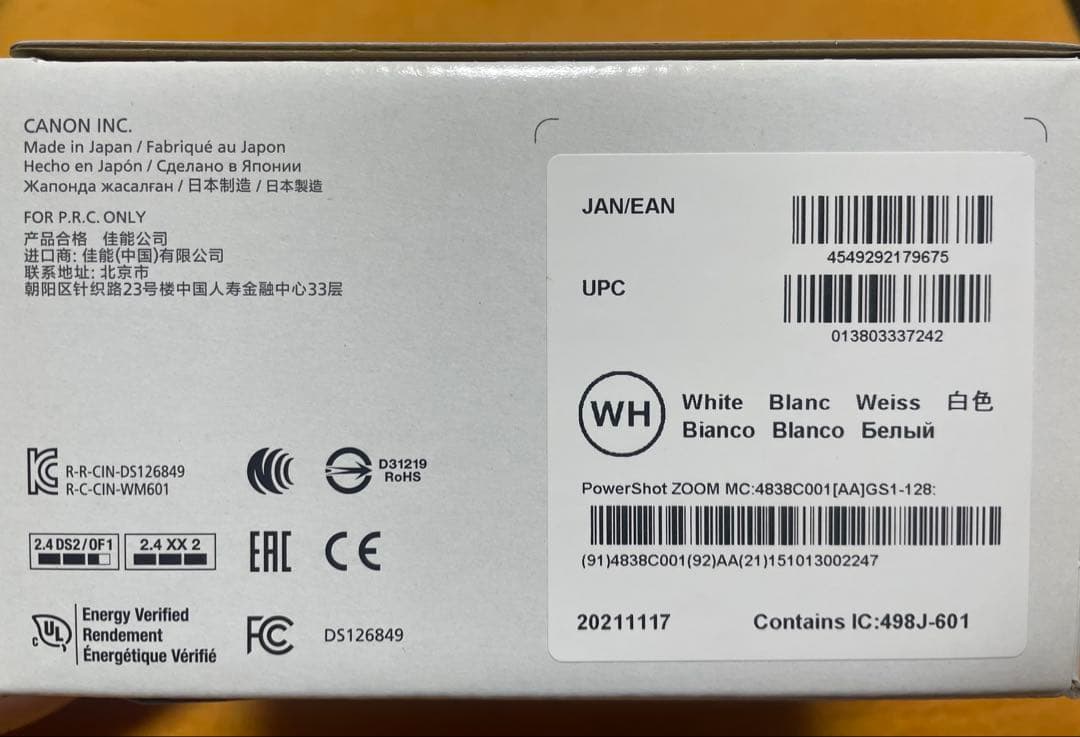 CANON INC.
Made in Japan / Fabriqué au Japon
Hecho en Japón / Сделано в Японии
Жапонда жасалған / 日本制造 / 日本製造
FOR P.R.C. ONLY
产品合格 佳能公司
进口商: 佳能(中国)有限公司
联系地址: 北京市
朝阳区针织路23号楼中国人寿金融中心33层
R-R-CIN-DS126849
R-C-CIN-WM601
D31219
RoHS
2.4 DS2/OF1
2.4 XX 2
EAC
CE
c UL
Energy Verified
Rendement
Énergétique Vérifié
FC
DS126849
JAN/EAN
4549292179675
UPC
013803337242
WH
White Blanc Weiss 白色
Bianco Blanco Белый
PowerShot ZOOM MC:4838C001[AA]GS1-128:
(91)4838C001(92)AA(21)151013002247
20211117
Contains IC:498J-601